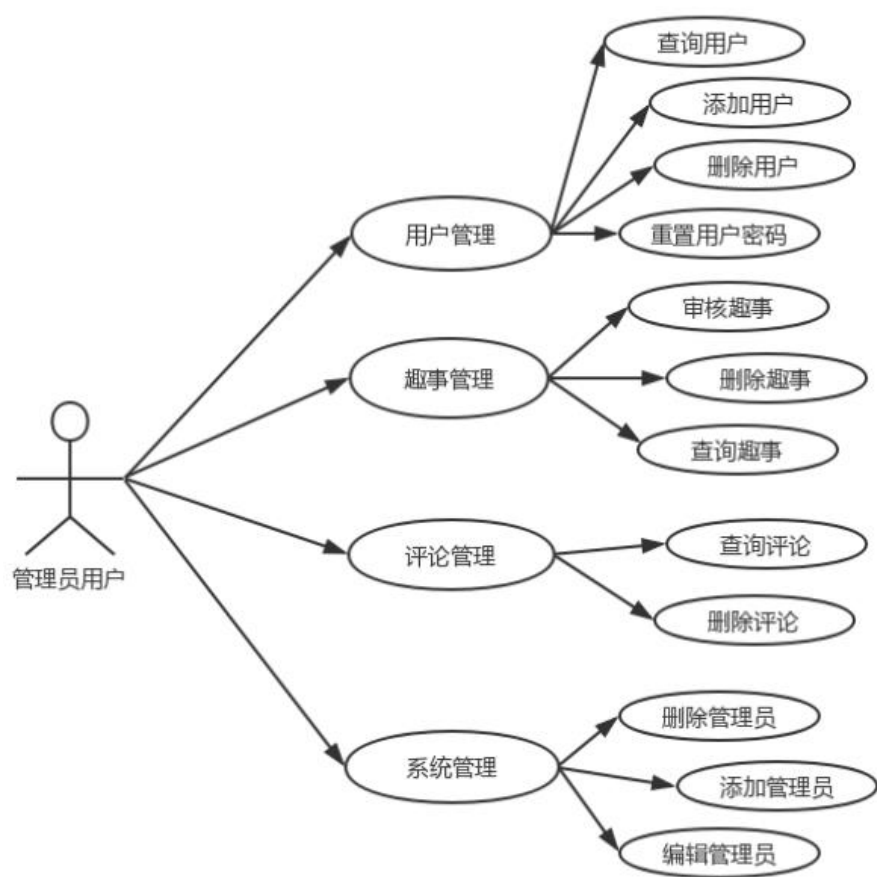 查询用户
添加用户
删除用户
用户管理
重置用户密码
审核趣事
趣事管理
删除趣事
查询趣事
管理员用户
查询评论
评论管理
删除评论
删除管理员
系统管理
添加管理员
编辑管理员